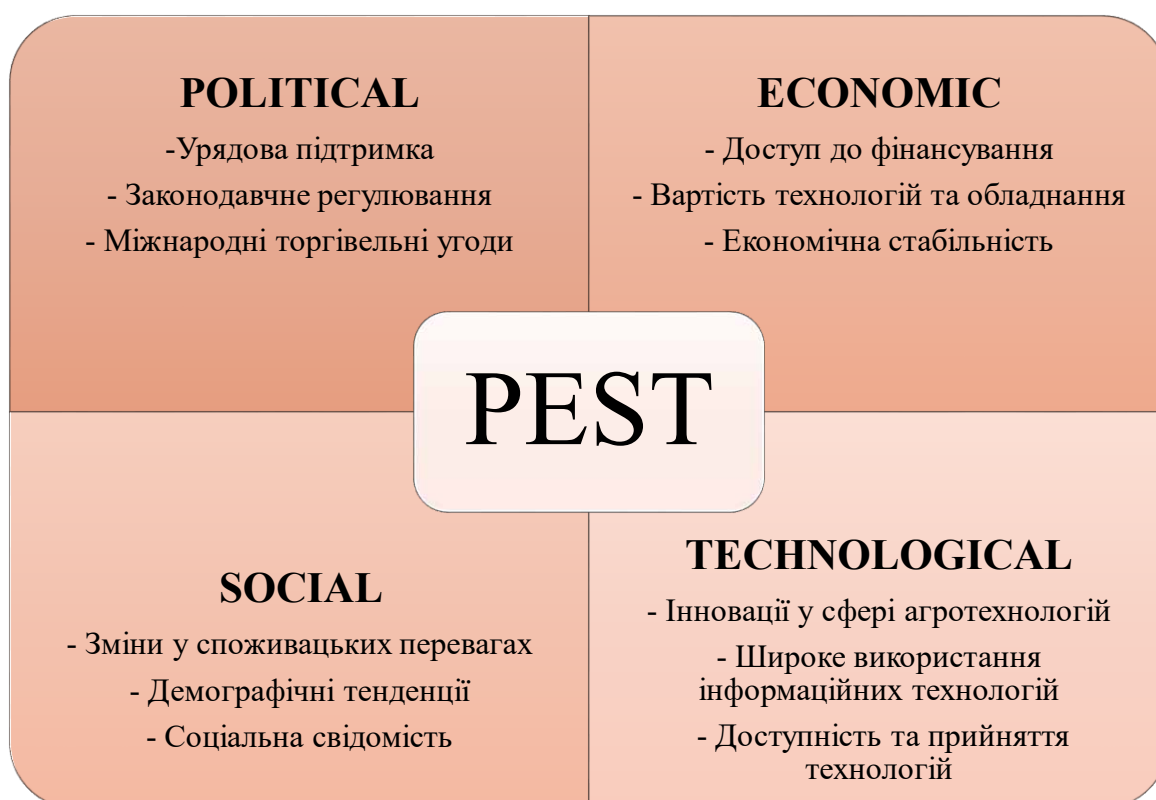 POLITICAL
-Урядова підтримка
- Законодавчне регулювання
- Міжнародні торгівельні угоди
ECONOMIC
- Доступ до фінансування
- Вартість технологій та обладнання
- Економічна стабільність
PEST
SOCIAL
- Зміни у споживацьких перевагах
- Демографічні тенденції
- Соціальна свідомість
TECHNOLOGICAL
- Інновації у сфері агротехнологій
- Широке використання
інформаційних технологій
- Доступність та прийняття
технологій